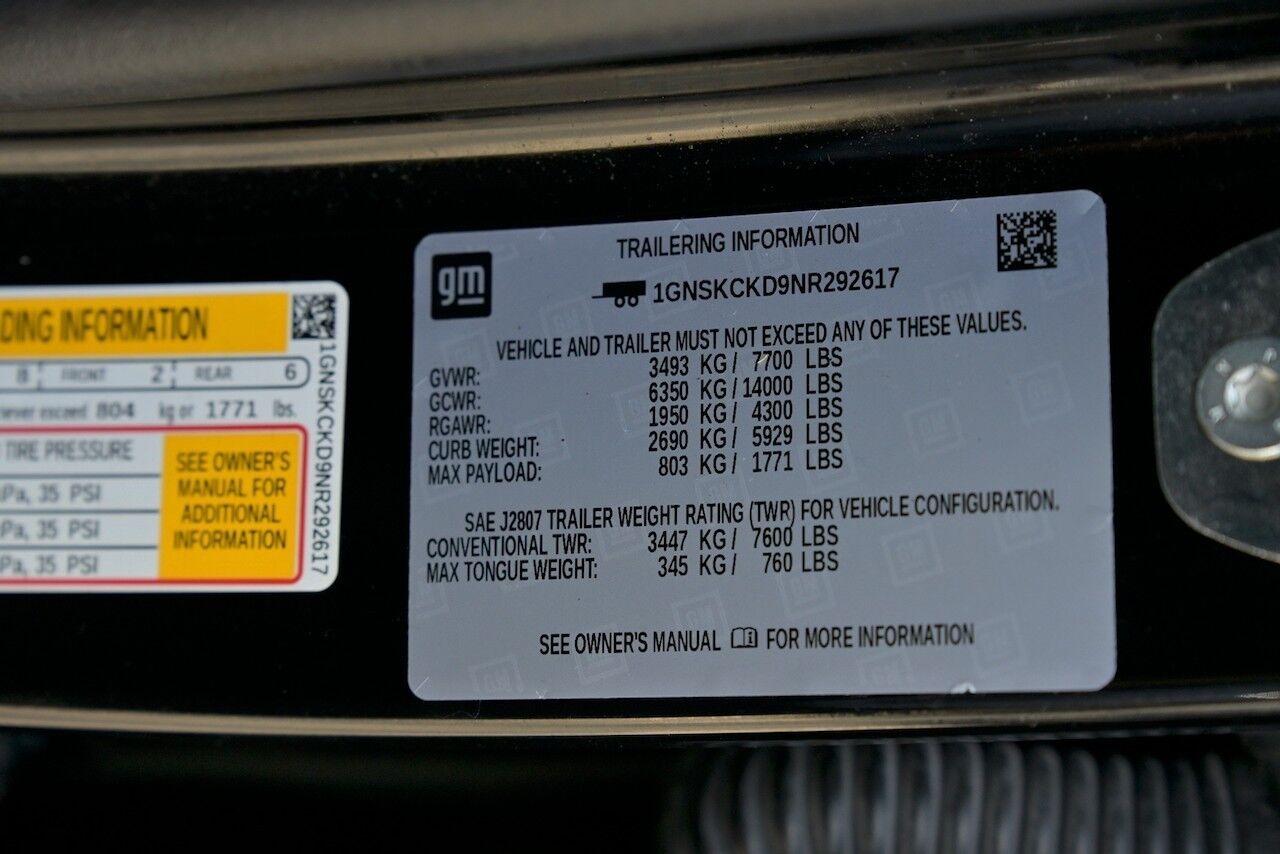 DING INFORMATION
8 FRONT 2 REAR 6
never exceed 804 kg or 1771 lbs.
TIRE PRESSURE
Pa, 35 PSI
Pa, 35 PSI
Pa, 35 PSI
SEE OWNER'S
MANUAL FOR
ADDITIONAL
INFORMATION
1GNSKCKD9NR292617
gm
TRAILERING INFORMATION
1GNSKCKD9NR292617
VEHICLE AND TRAILER MUST NOT EXCEED ANY OF THESE VALUES.
GVWR: 3493 KG / 7700 LBS
GCWR: 6350 KG / 14000 LBS
RGAWR: 1950 KG / 4300 LBS
CURB WEIGHT: 2690 KG / 5929 LBS
MAX PAYLOAD: 803 KG / 1771 LBS
SAE J2807 TRAILER WEIGHT RATING (TWR) FOR VEHICLE CONFIGURATION.
CONVENTIONAL TWR: 3447 KG / 7600 LBS
MAX TONGUE WEIGHT: 345 KG / 760 LBS
SEE OWNER'S MANUAL FOR MORE INFORMATION